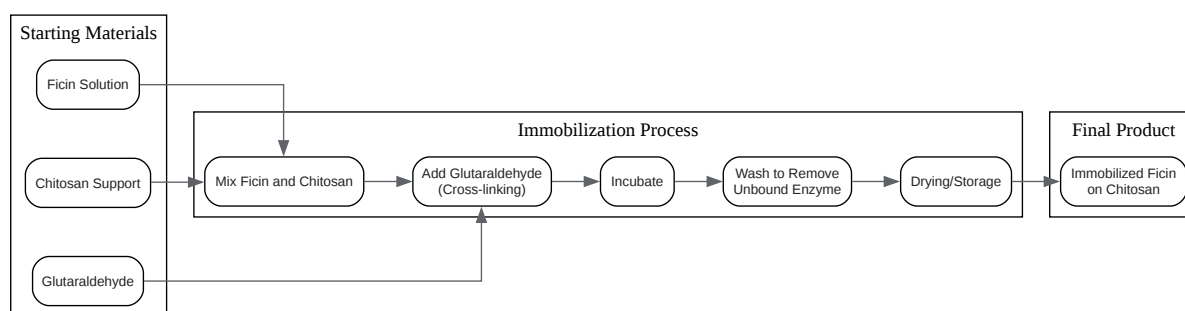 Starting Materials
Ficin Solution
Chitosan Support
Glutaraldehyde
Immobilization Process
Mix Ficin and Chitosan
Add Glutaraldehyde
(Cross-linking)
Incubate
Wash to Remove
Unbound Enzyme
Drying/Storage
Final Product
Immobilized Ficin
on Chitosan